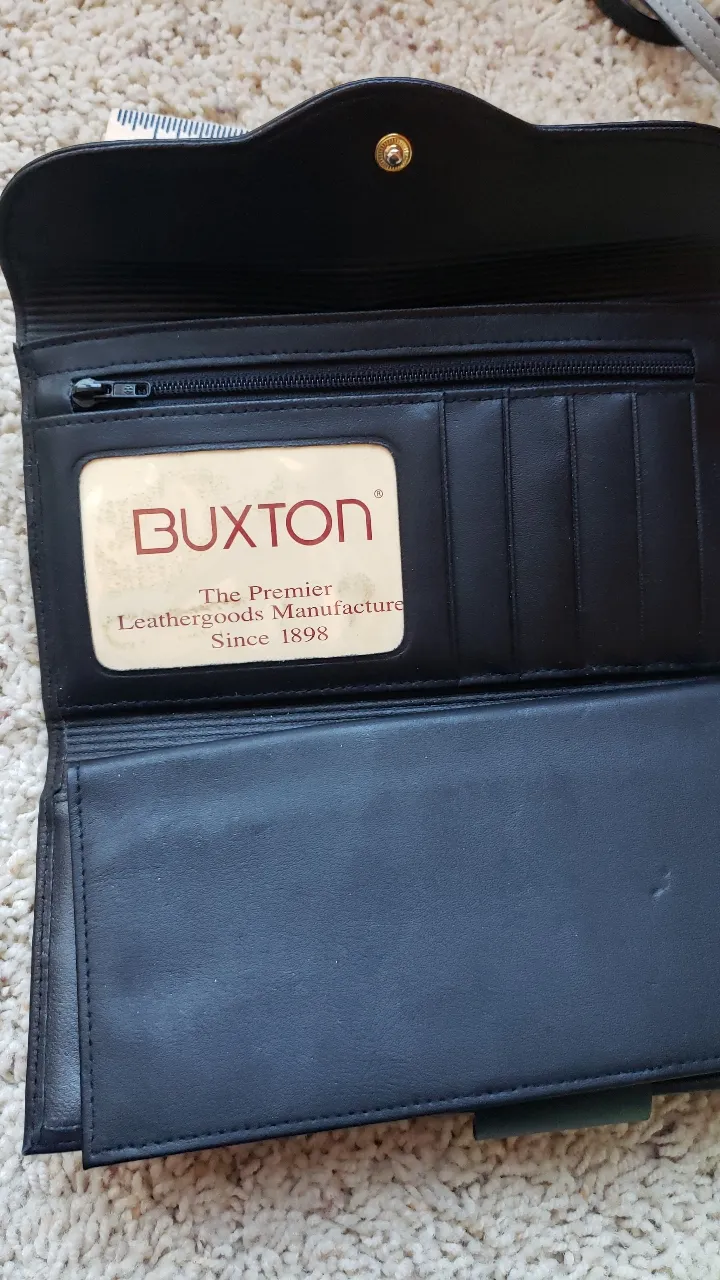 BUXTON®
The Premier
Leathergoods Manufacture
Since 1898